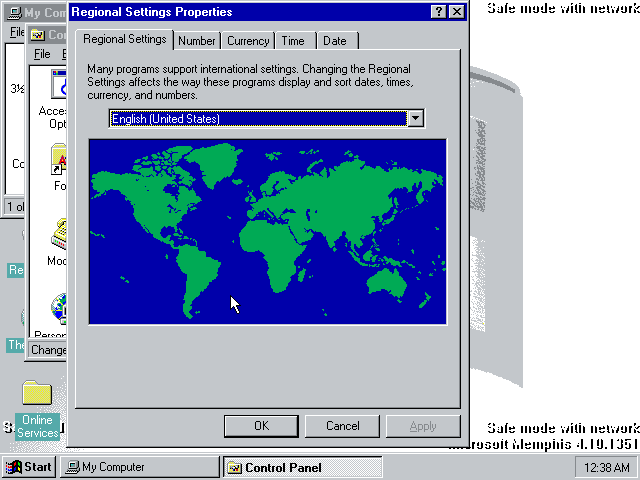 My Com
Regional Settings Properties
Safe mode with network
File
Co
File
Regional Settings
Number
Currency
Time
Date
Many programs support international settings. Changing the Regional
Settings affects the way these programs display and sort dates, times,
currency, and numbers.
3½
English (United States)
Acces
Opt
Co
Fo
1 ob
Mod
Re
The
Person
Change
Online
Services
OK
Cancel
Apply
Safe mode with network
Microsoft Memphis 4.10.1351
Start
My Computer
Control Panel
12:38 AM